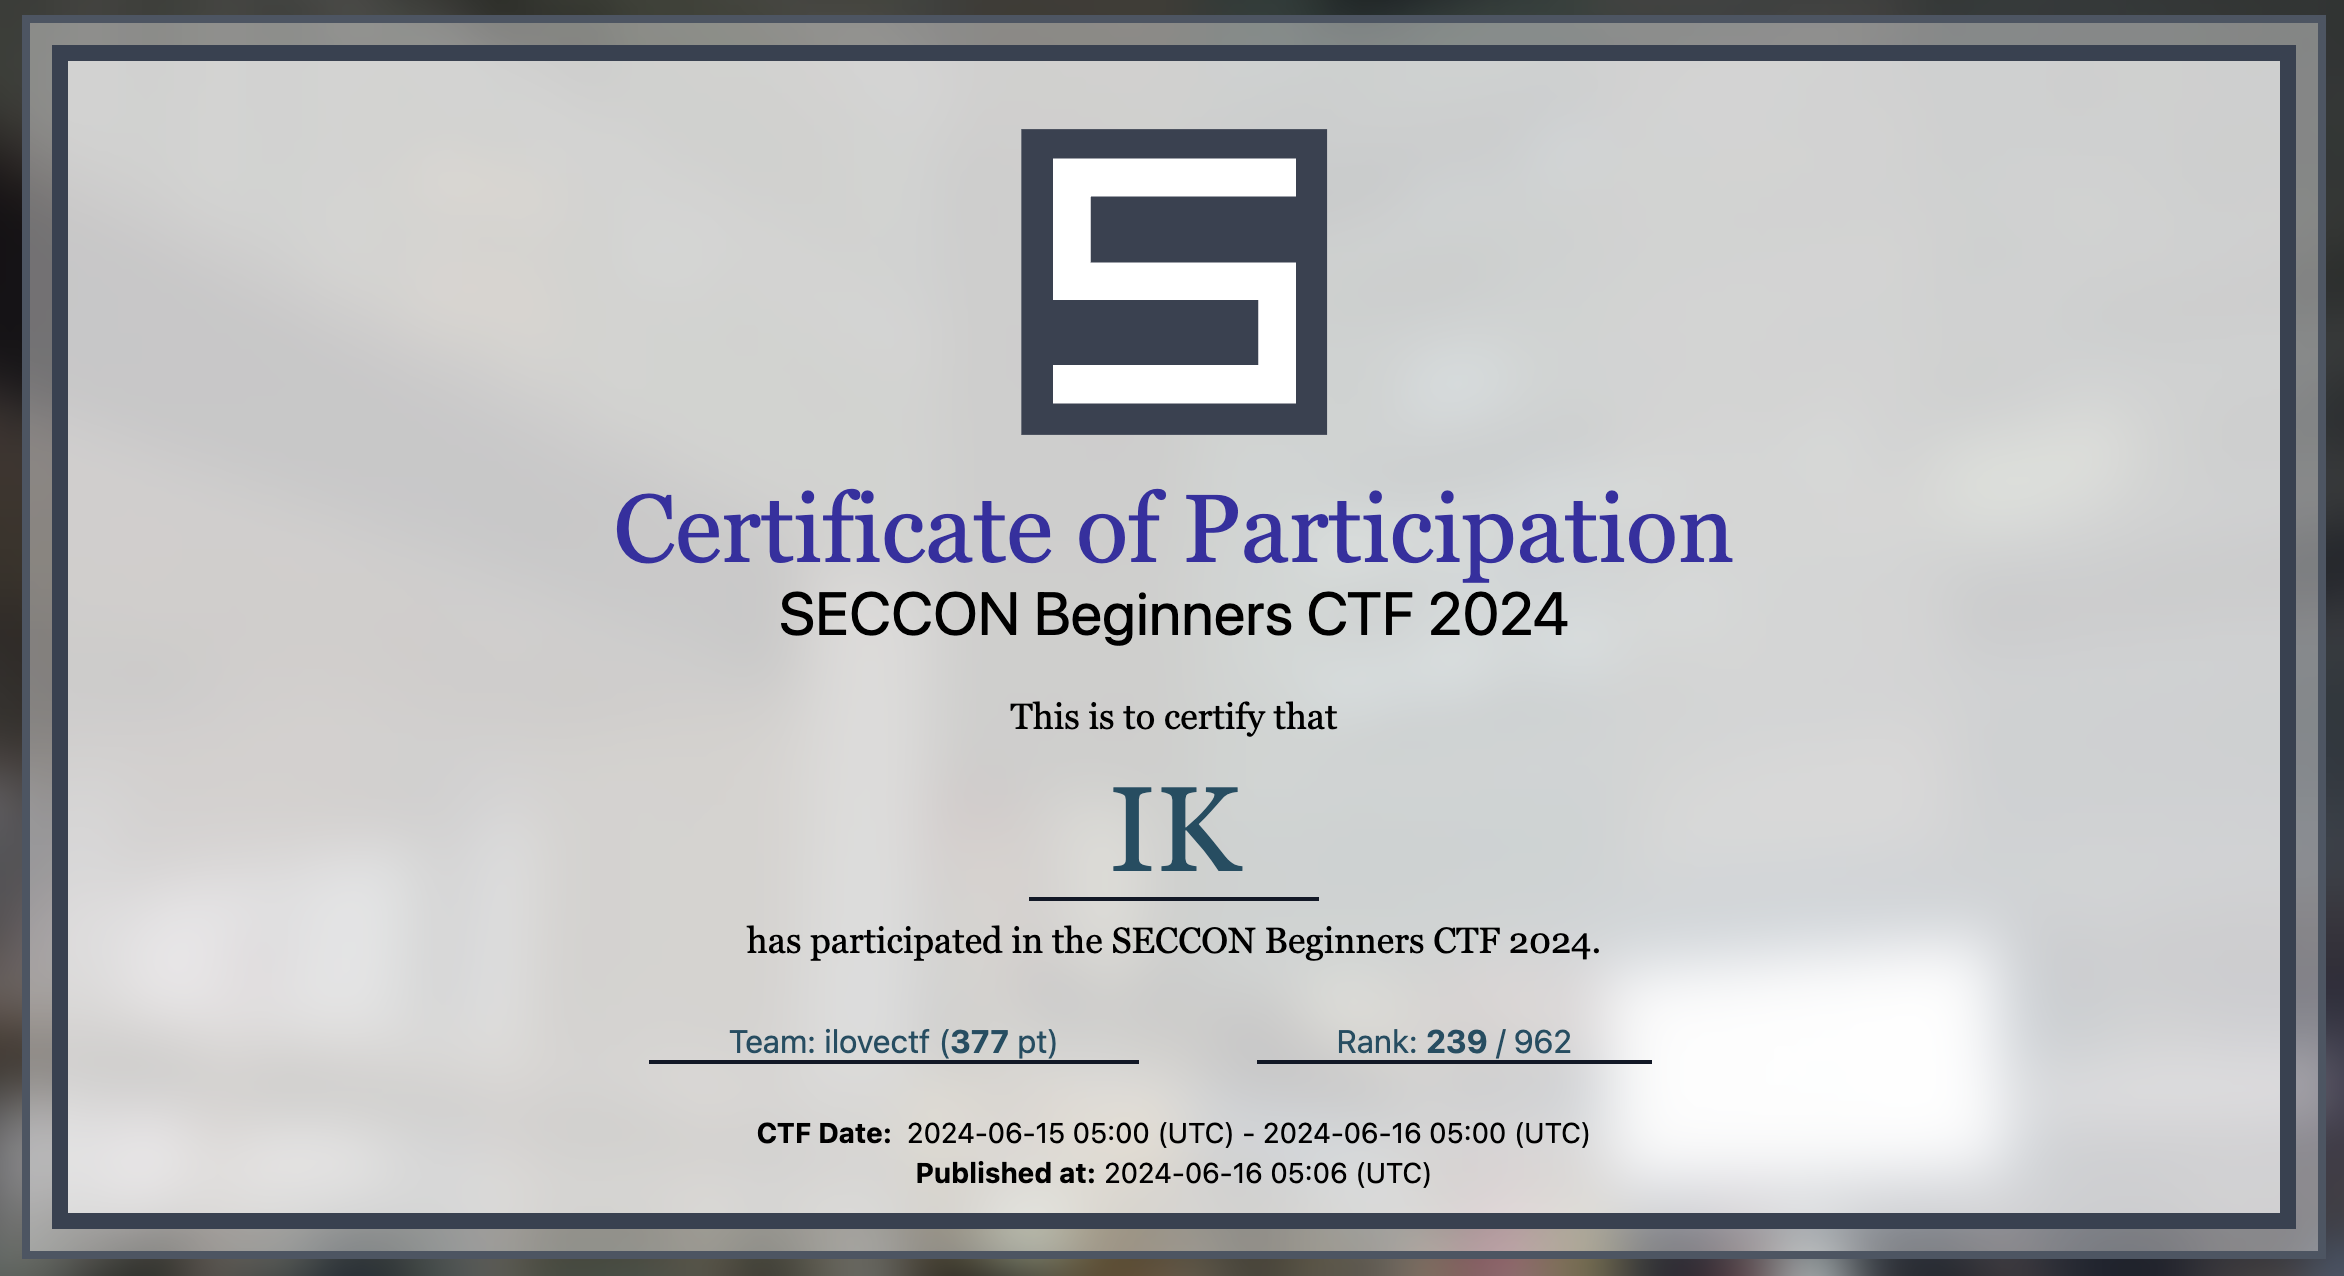 Certificate of Participation
SECCON Beginners CTF 2024
This is to certify that
IK
has participated in the SECCON Beginners CTF 2024.
Team: ilovectf (377 pt)
Rank: 239 / 962
CTF Date: 2024-06-15 05:00 (UTC) - 2024-06-16 05:00 (UTC)
Published at: 2024-06-16 05:06 (UTC)